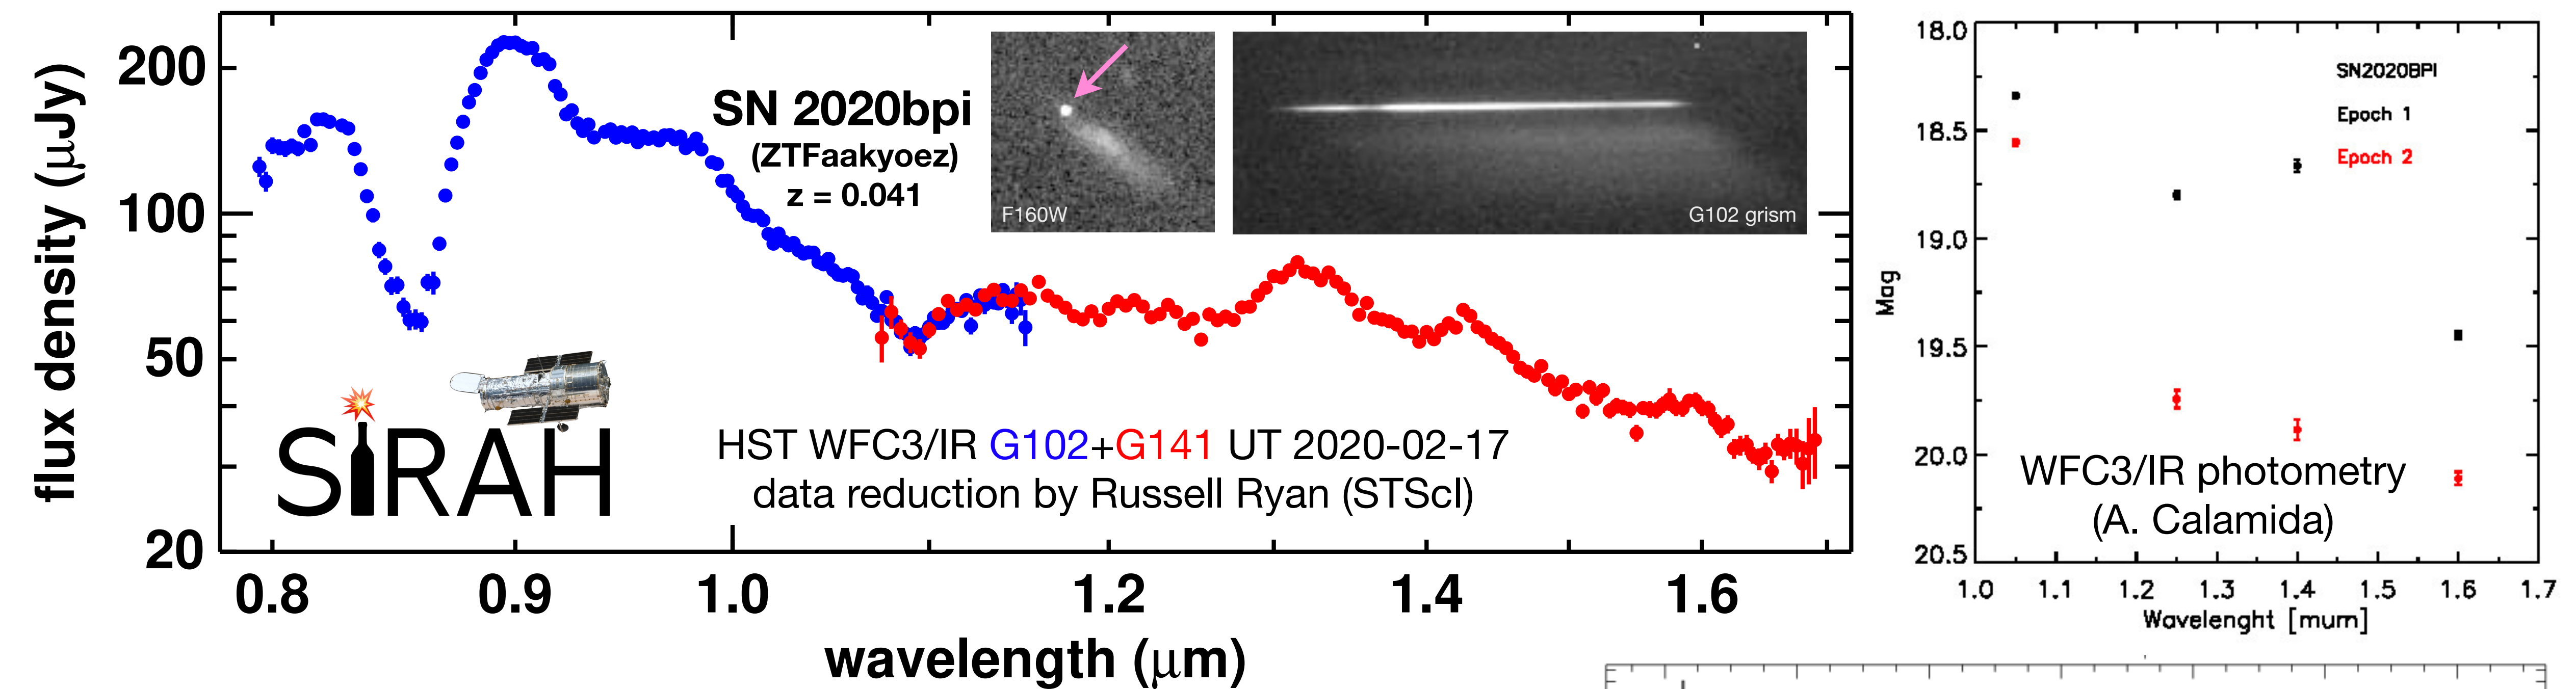 flux density (μJy)
200
100
50
20
0.8 0.9 1.0 1.2 1.4 1.6
wavelength (μm)
SN 2020bpi
(ZTFaakyoez)
z = 0.041
F160W
G102 grism
SiRAH
HST WFC3/IR G102+G141 UT 2020-02-17
data reduction by Russell Ryan (STScI)
Mag
18.0
18.5
19.0
19.5
20.0
20.5
SN2020BPI
Epoch 1
Epoch 2
WFC3/IR photometry
(A. Calamida)
1.0 1.1 1.2 1.3 1.4 1.5 1.6 1.7
Wavelenght [mum]